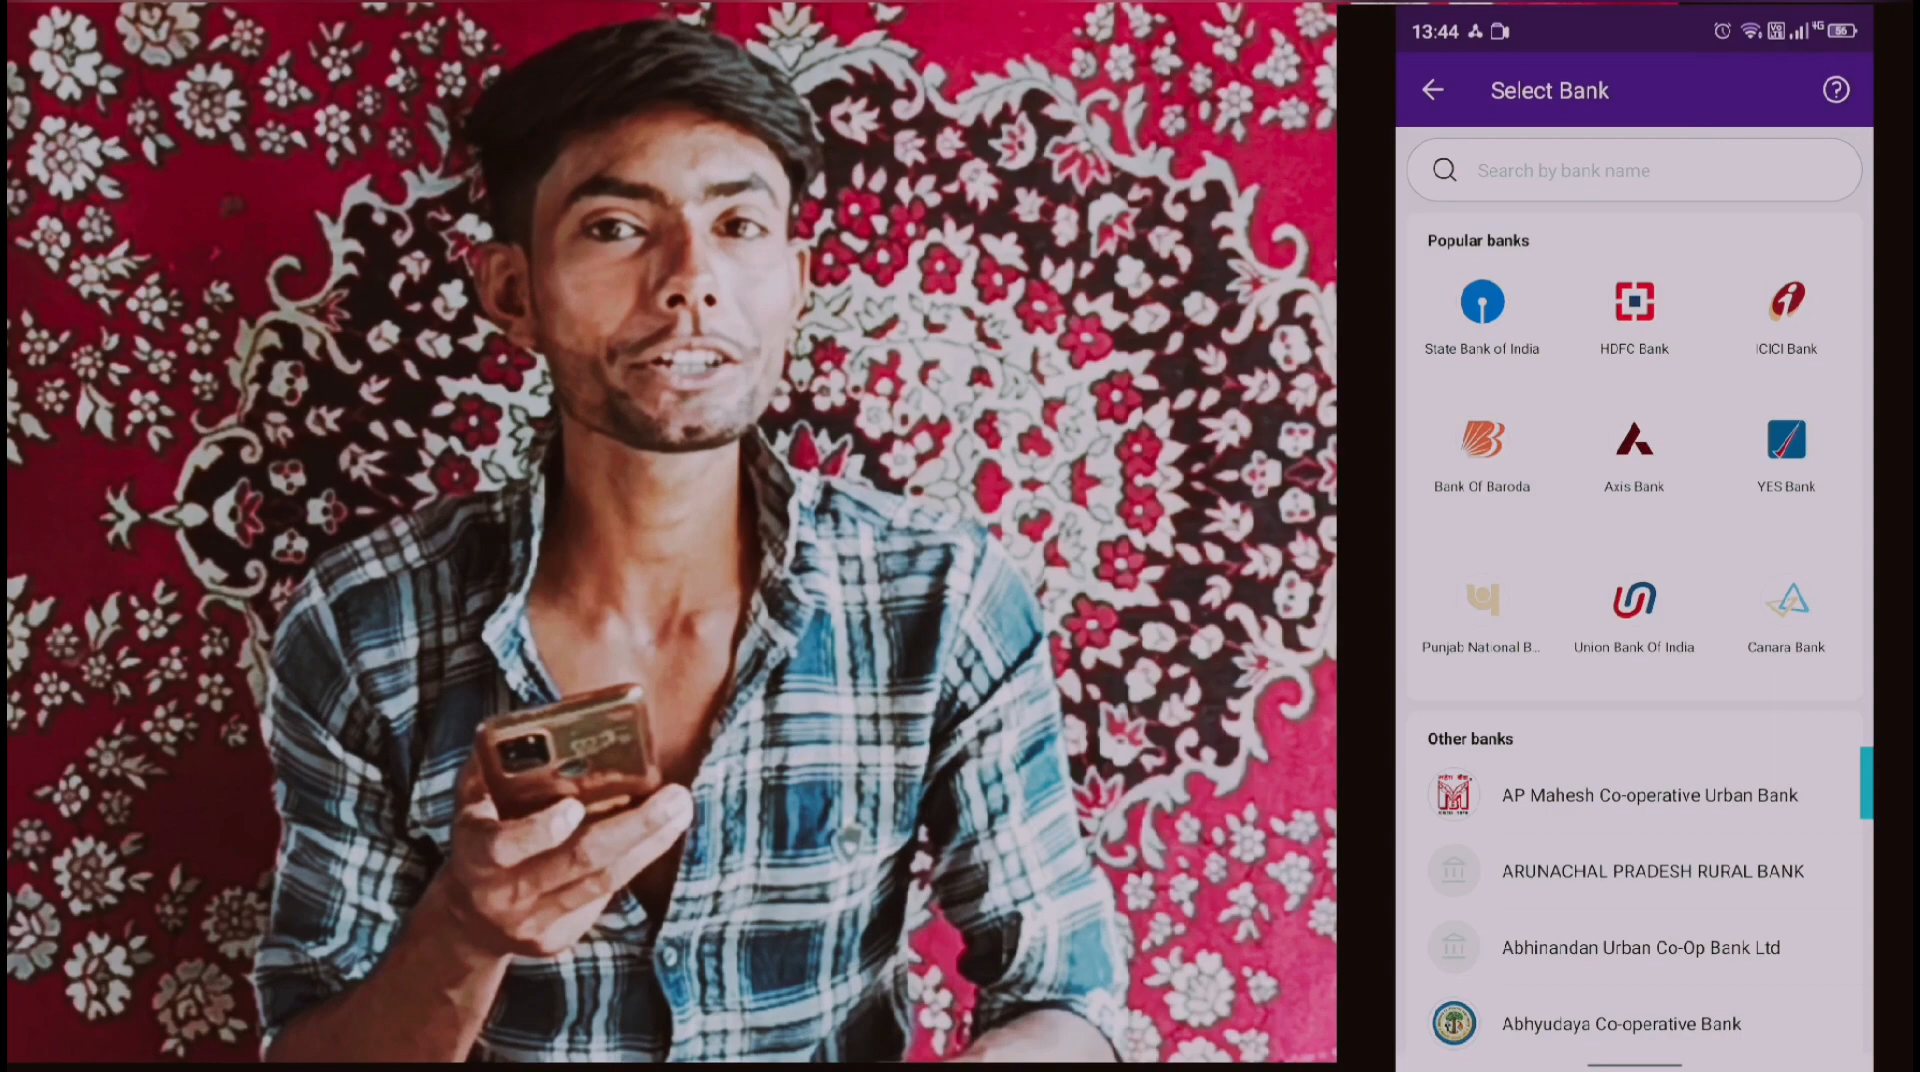 13:44
4G
56
Select Bank
Search by bank name
Popular banks
State Bank of India
HDFC Bank
ICICI Bank
Bank Of Baroda
Axis Bank
YES Bank
Punjab National B...
Union Bank Of India
Canara Bank
Other banks
AP Mahesh Co-operative Urban Bank
ARUNACHAL PRADESH RURAL BANK
Abhinandan Urban Co-Op Bank Ltd
Abhyudaya Co-operative Bank